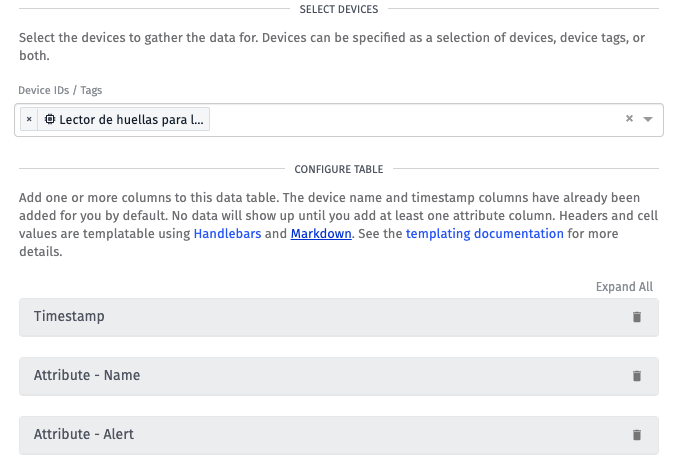 SELECT DEVICES
Select the devices to gather the data for. Devices can be specified as a selection of devices, device tags, or
both.
Device IDs / Tags
× Lector de huellas para l... ×
CONFIGURE TABLE
Add one or more columns to this data table. The device name and timestamp columns have already been
added for you by default. No data will show up until you add at least one attribute column. Headers and cell
values are templatable using Handlebars and Markdown. See the templating documentation for more
details.
Expand All
Timestamp
Attribute - Name
Attribute - Alert